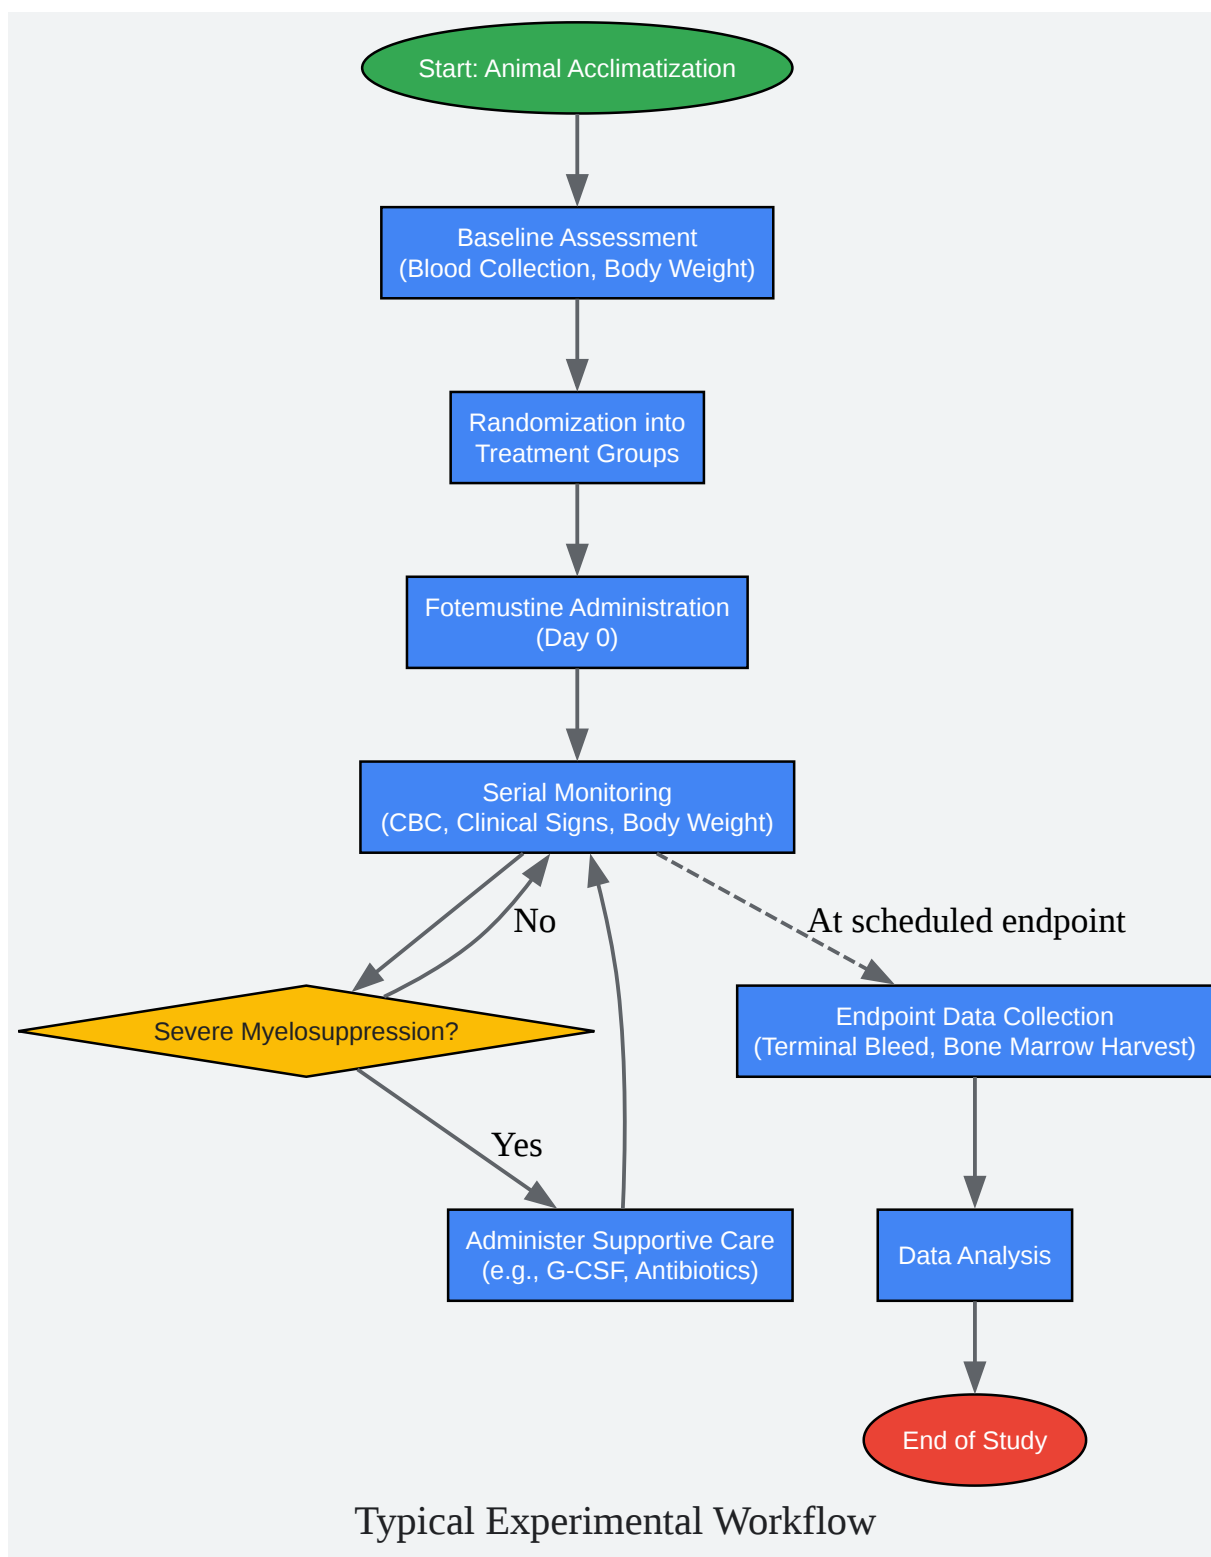 Start: Animal Acclimatization
Baseline Assessment
(Blood Collection, Body Weight)
Randomization into
Treatment Groups
Fotemustine Administration
(Day 0)
Serial Monitoring
(CBC, Clinical Signs, Body Weight)
No
At scheduled endpoint
Severe Myelosuppression?
Endpoint Data Collection
(Terminal Bleed, Bone Marrow Harvest)
Yes
Administer Supportive Care
(e.g., G-CSF, Antibiotics)
Data Analysis
End of Study
Typical Experimental Workflow